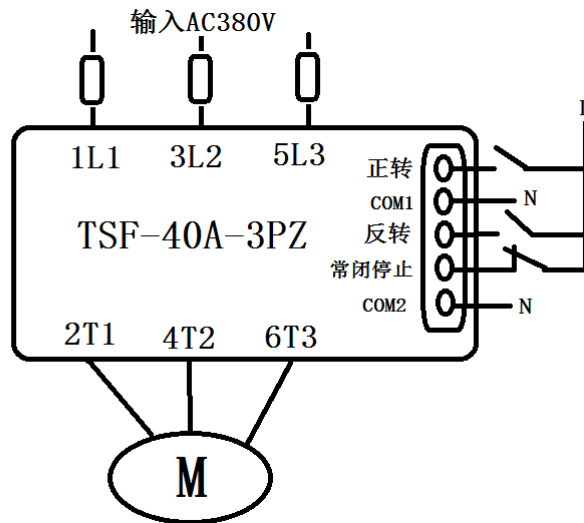 输入AC380V
1L1 3L2 5L3
正转
COM1 N
TSF-40A-3PZ
反转
常闭停止
COM2 N
2T1 4T2 6T3
M